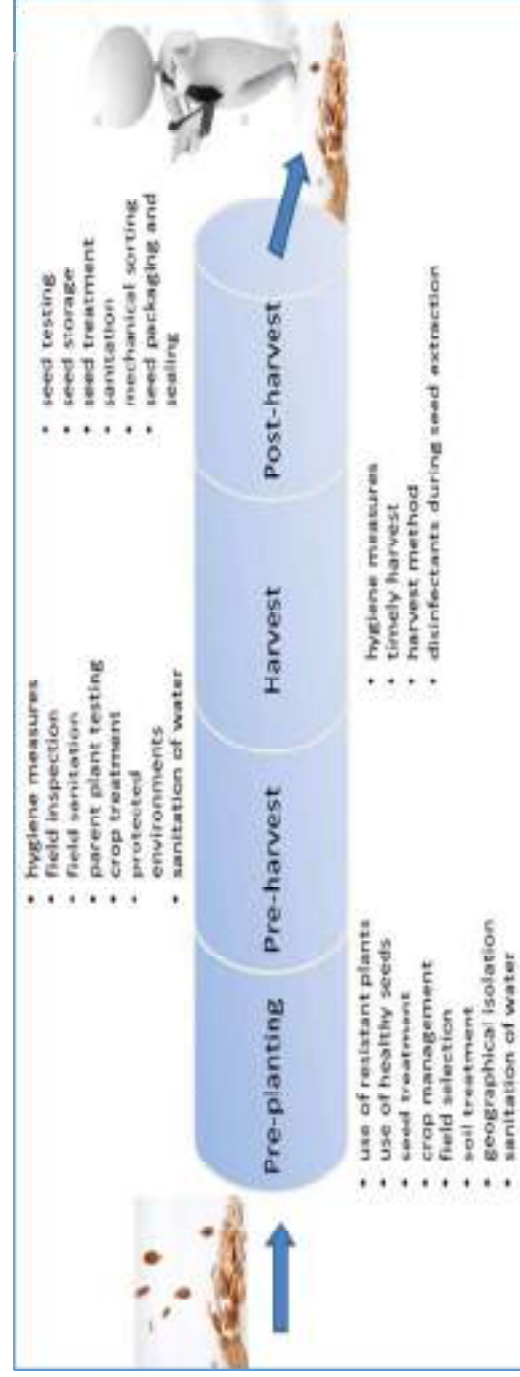 Pre-planting
Pre-harvest
Harvest
Post-harvest
• use of resistant plants
• use of healthy seeds
• seed treatment
• crop management
• field selection
• soil treatment
• geographical isolation
• sanitation of water
• hygiene measures
• field inspection
• field sanitation
• parent plant testing
• crop treatment
• protected
environments
• sanitation of water
• hygiene measures
• timely harvest
• harvest method
• disinfectants during seed extraction
• seed testing
• seed storage
• seed treatment
• sanitation
• mechanical sorting
• seed packaging and
sealing